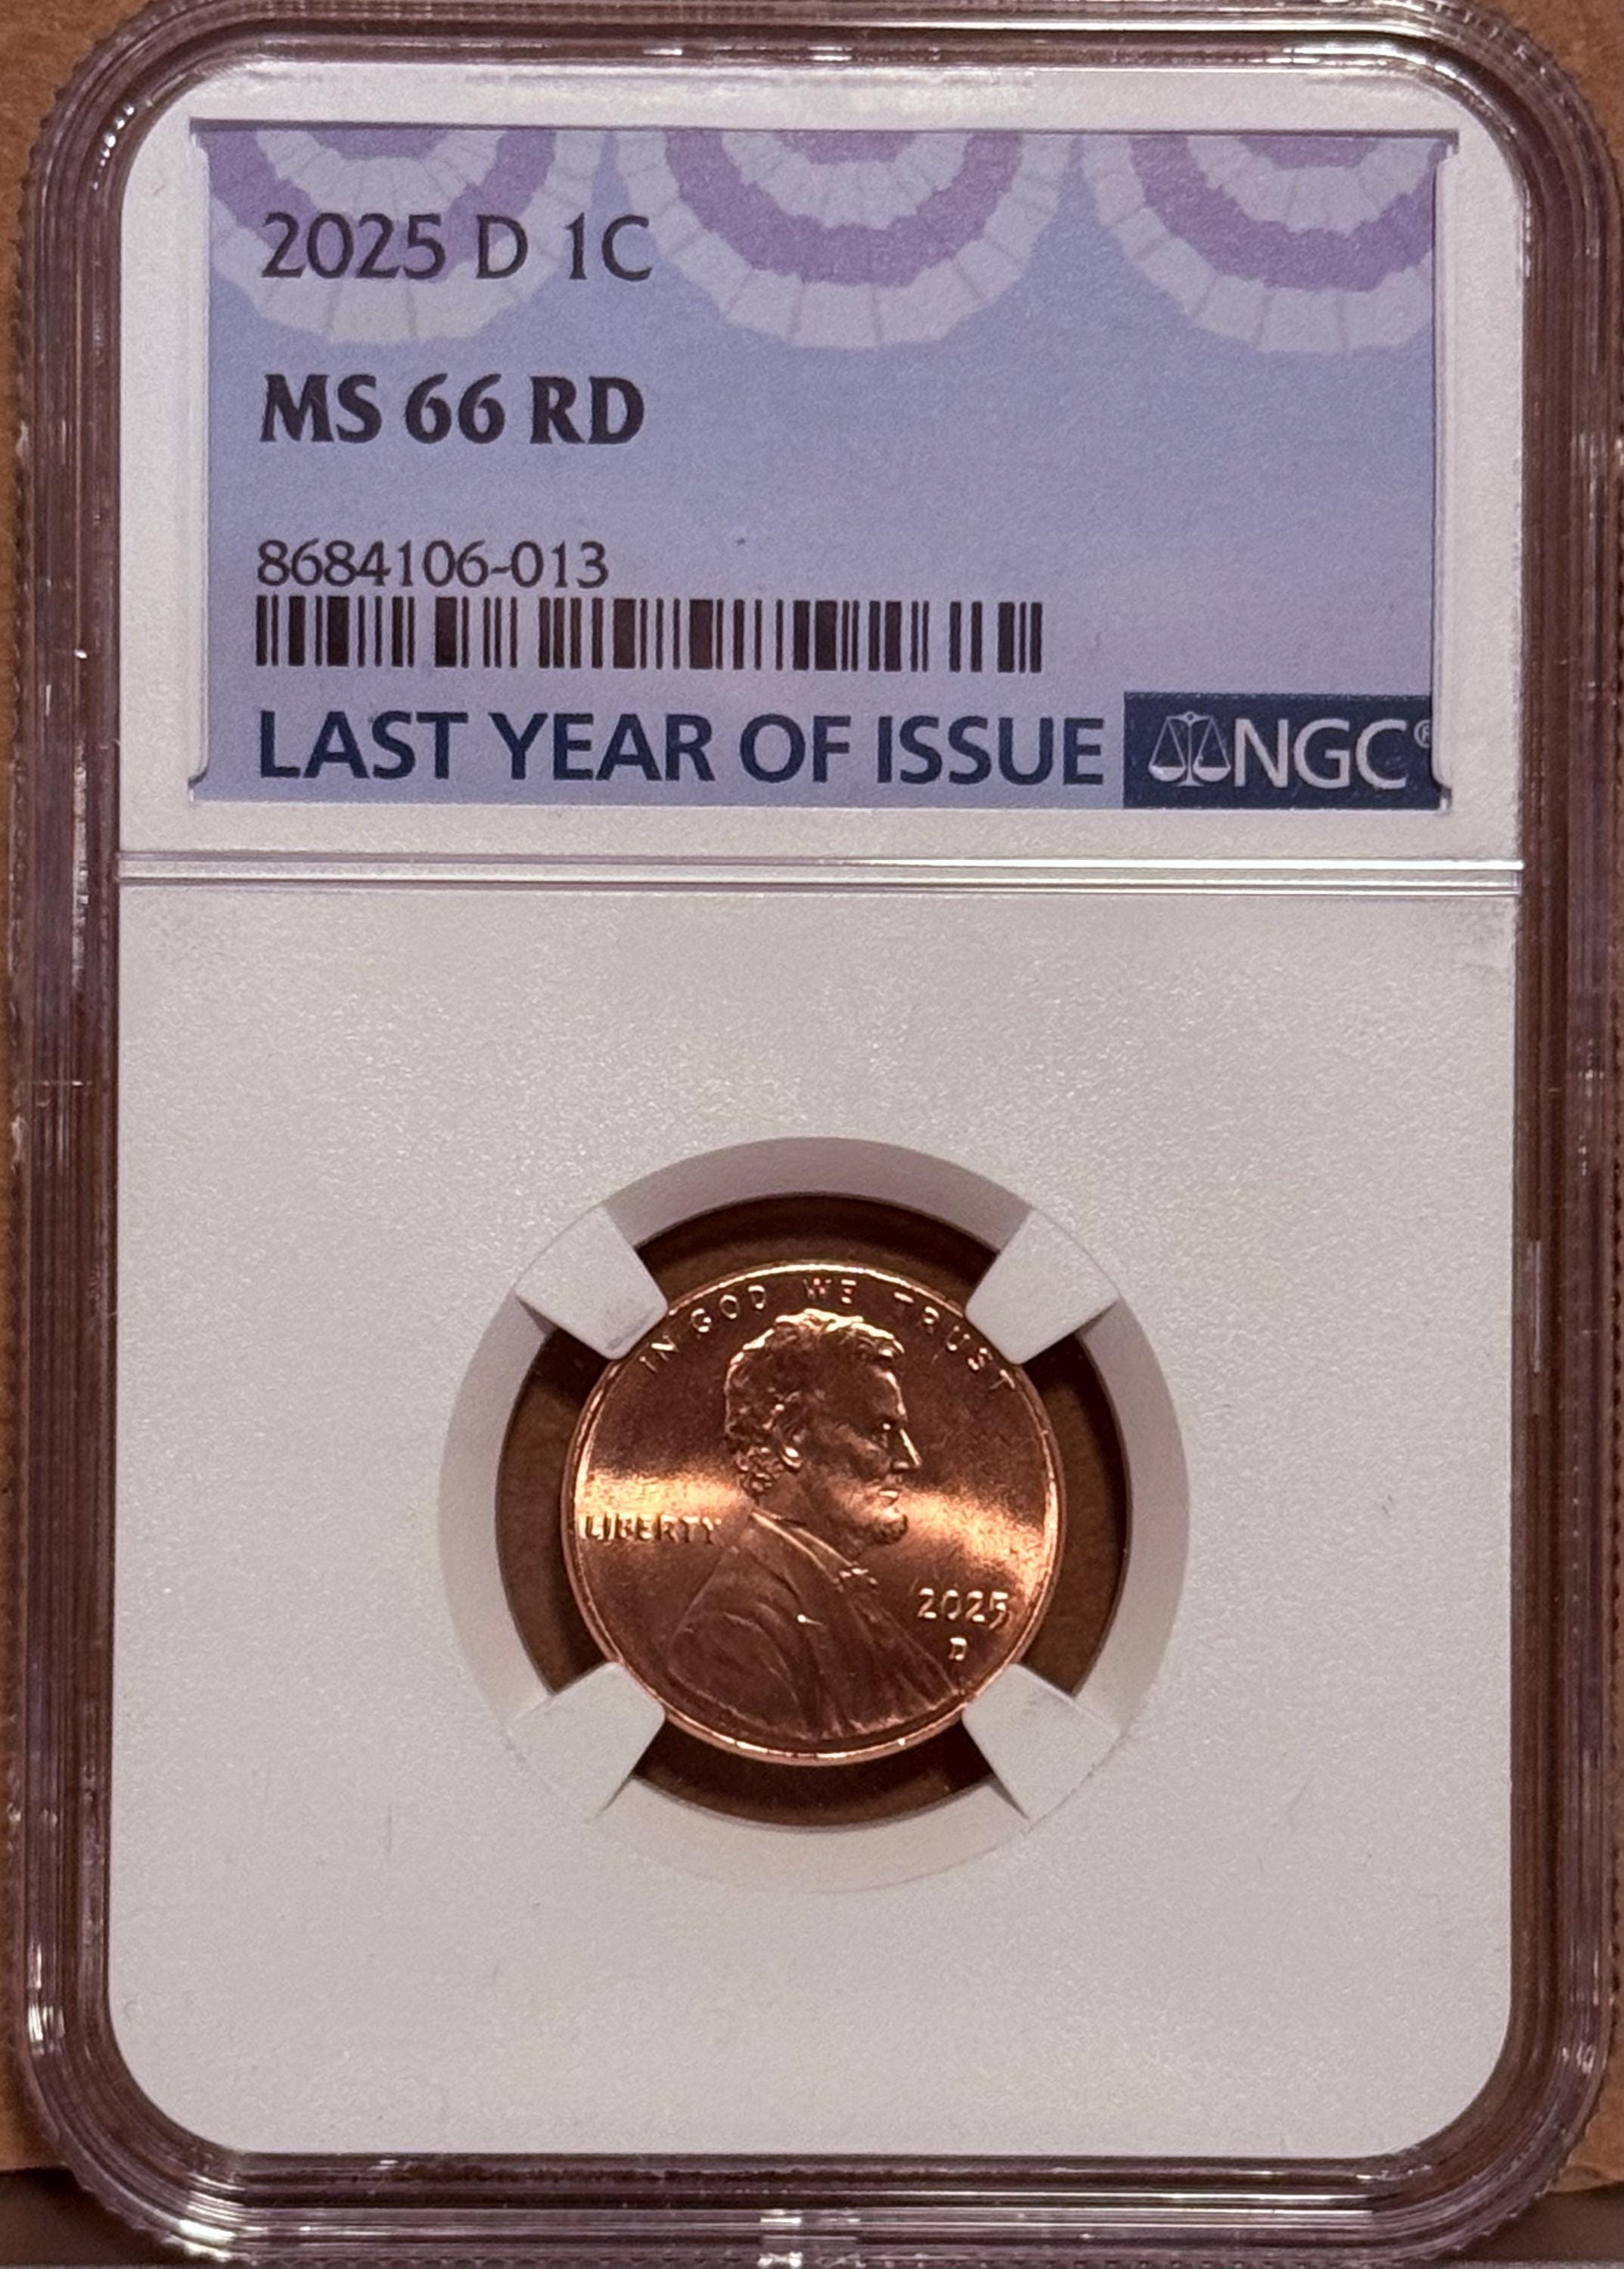 2025 D 1C
MS 66 RD
8684106-013
LAST YEAR OF ISSUE NGC®
IN GOD WE TRUST
LIBERTY
2025
D